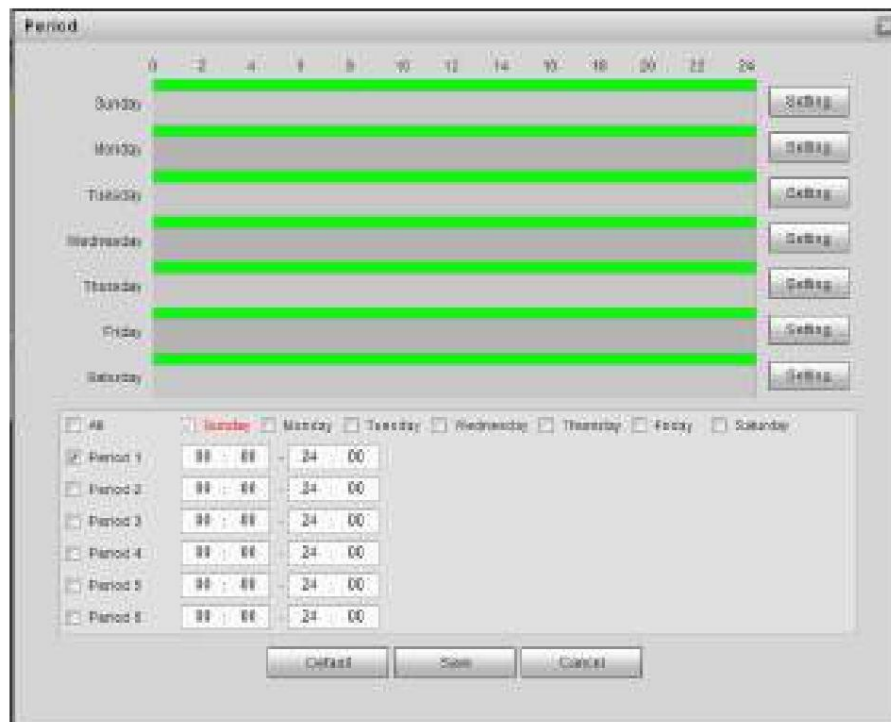 Period
0 2 4 6 8 10 12 14 16 18 20 22 24
Sunday Setting
Monday Setting
Tuesday Setting
Wednesday Setting
Thursday Setting
Friday Setting
Saturday Setting
All Sunday Monday Tuesday Wednesday Thursday Friday Saturday
Period 1 00 : 00 - 24 : 00
Period 2 00 : 00 - 24 : 00
Period 3 00 : 00 - 24 : 00
Period 4 00 : 00 - 24 : 00
Period 5 00 : 00 - 24 : 00
Period 6 00 : 00 - 24 : 00
Default Save Cancel